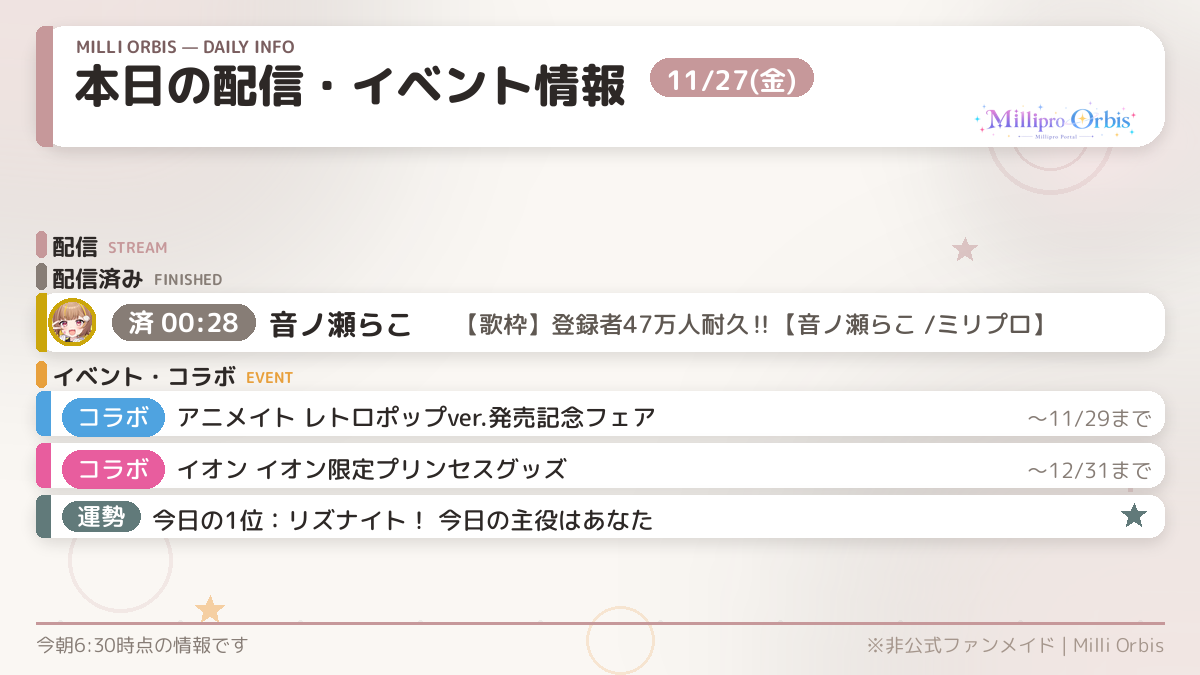 MILLI ORBIS — DAILY INFO
本日の配信・イベント情報 11/27(金)
Millipro Orbis
Millipro Portal
配信 STREAM
配信済み FINISHED
済 00:28 音ノ瀬らこ 【歌枠】登録者47万人耐久‼【音ノ瀬らこ /ミリプロ】
イベント・コラボ EVENT
コラボ アニメイト レトロポップver.発売記念フェア ～11/29まで
コラボ イオン イオン限定プリンセスグッズ ～12/31まで
運勢 今日の1位：リズナイト！ 今日の主役はあなた
今朝6:30時点の情報です
※非公式ファンメイド | Milli Orbis